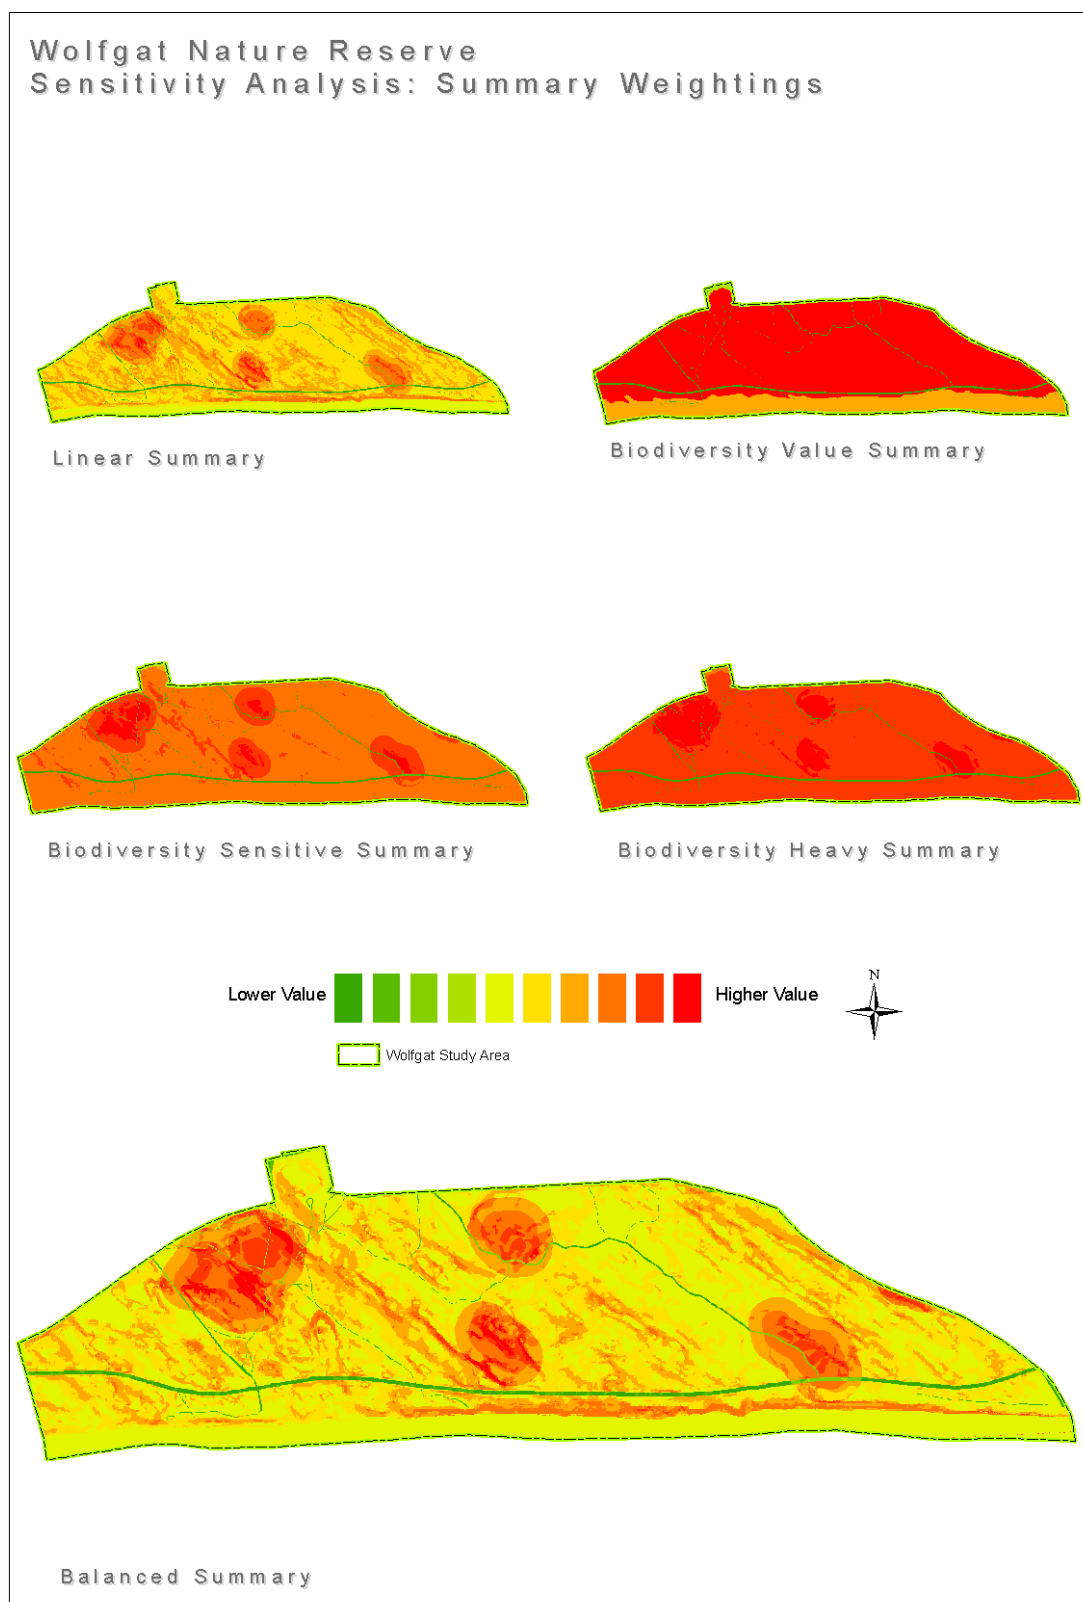 Wolfgat Nature Reserve
Sensitivity Analysis: Summary Weightings
Linear Summary
Biodiversity Value Summary
Biodiversity Sensitive Summary
Biodiversity Heavy Summary
Lower Value
Higher Value
N
Wolfgat Study Area
Balanced Summary